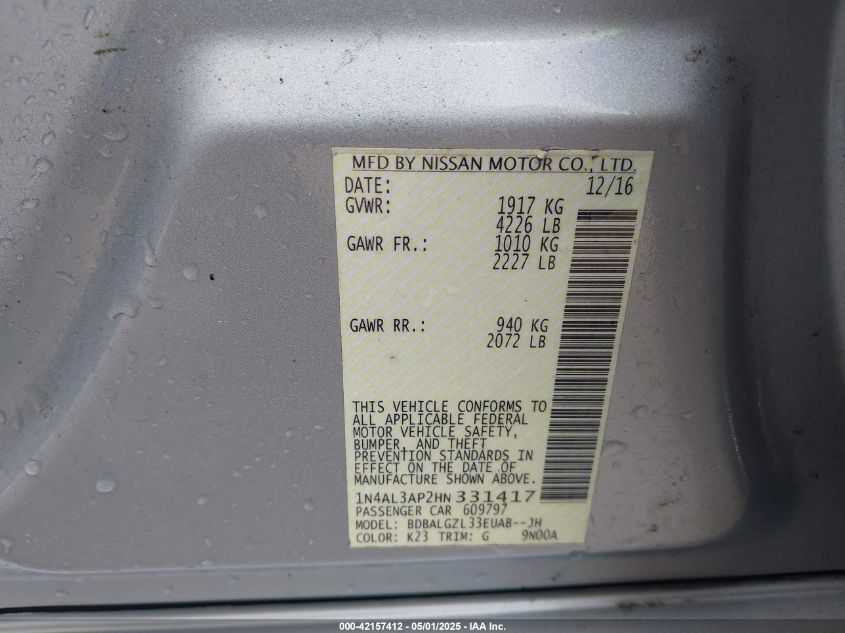 MFD BY NISSAN MOTOR CO., LTD.
DATE: 12/16
GVWR: 1917 KG
4226 LB
GAWR FR.: 1010 KG
2227 LB
GAWR RR.: 940 KG
2072 LB
THIS VEHICLE CONFORMS TO
ALL APPLICABLE FEDERAL
MOTOR VEHICLE SAFETY,
BUMPER, AND THEFT
PREVENTION STANDARDS IN
EFFECT ON THE DATE OF
MANUFACTURE SHOWN ABOVE.
1N4AL3AP2HN331417
PASSENGER CAR 609797
MODEL: BDBALGZL33EUAB--JH
COLOR: K23 TRIM: G 9N00A
000-42157412 - 05/01/2025 - IAA Inc.